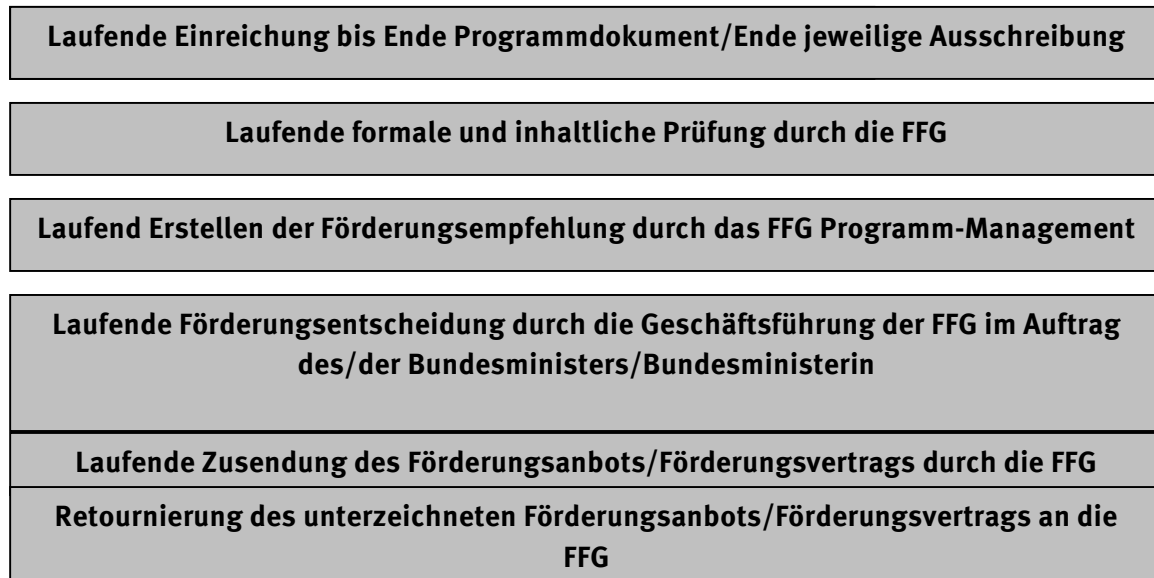 Laufende Einreichung bis Ende Programmdokument/Ende jeweilige Ausschreibung
Laufende formale und inhaltliche Prüfung durch die FFG
Laufend Erstellen der Förderungsempfehlung durch das FFG Programm-Management
Laufende Förderungsentscheidung durch die Geschäftsführung der FFG im Auftrag
des/der Bundesministers/Bundesministerin
Laufende Zusendung des Förderungsanbots/Förderungsvertrags durch die FFG
Retournierung des unterzeichneten Förderungsanbots/Förderungsvertrags an die
FFG